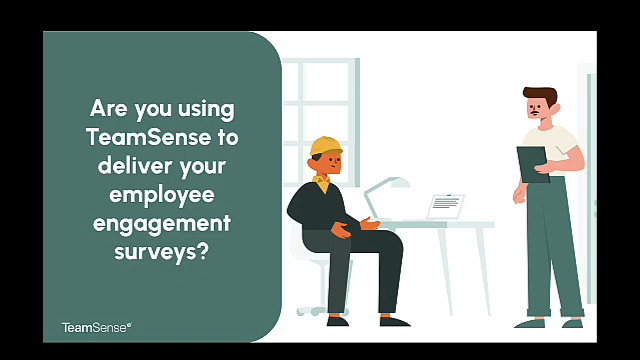 Are you using
TeamSense to
deliver your
employee
engagement
surveys?
TeamSense